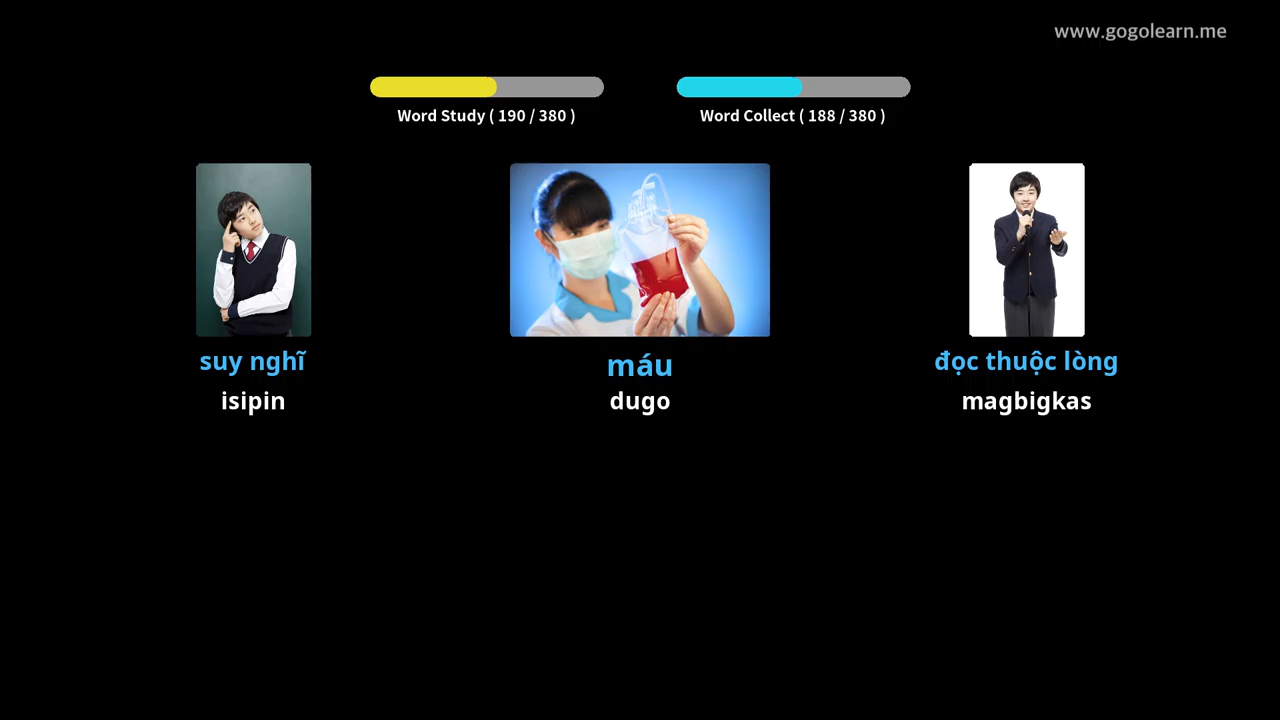 www.gogolearn.me
Word Study ( 190 / 380 )
Word Collect ( 188 / 380 )
suy nghĩ
isipin
máu
dugo
đọc thuộc lòng
magbigkas